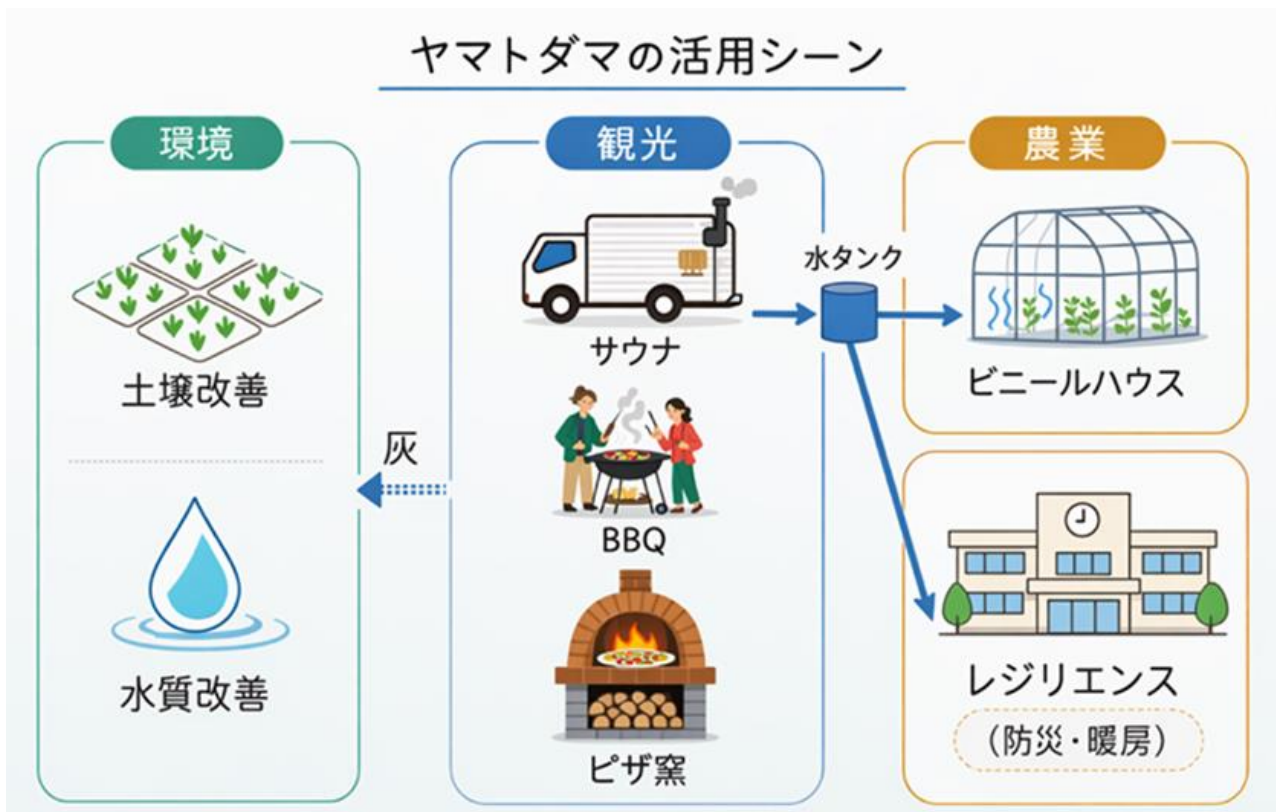 ヤマトダマの活用シーン
環境
土壌改善
水質改善
灰
観光
サウナ
BBQ
ピザ窯
水タンク
農業
ビニールハウス
レジリエンス
（防災・暖房）